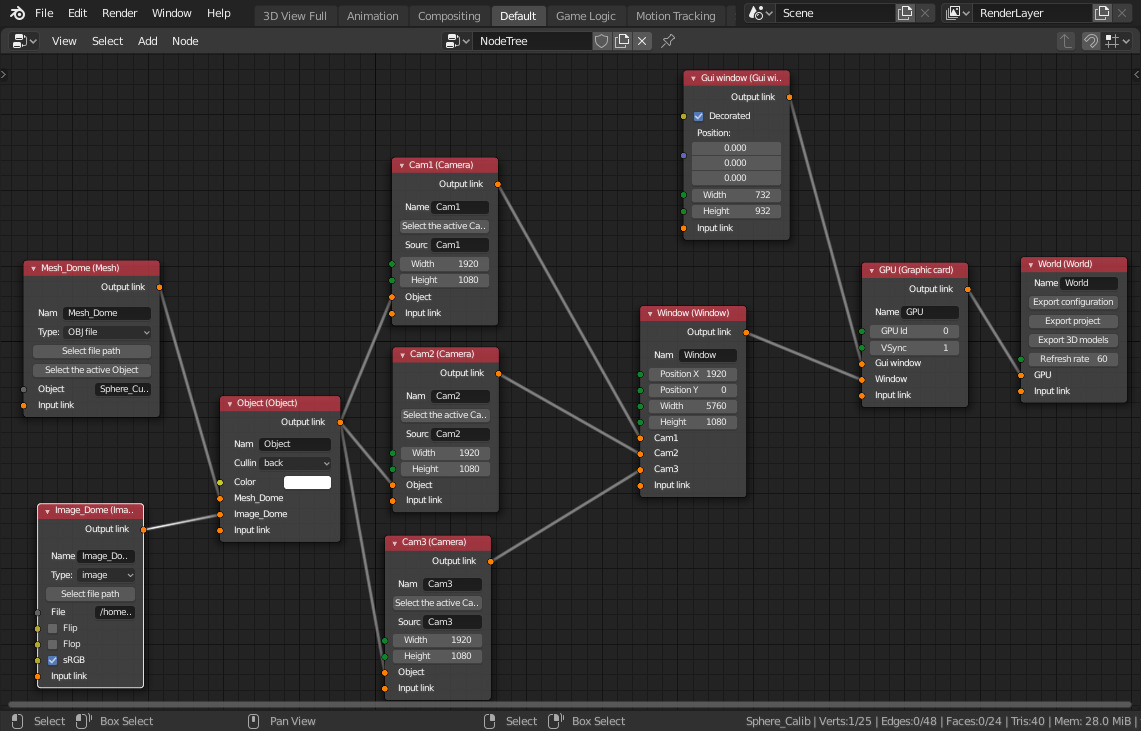 File Edit Render Window Help
3D View Full Animation Compositing Default Game Logic Motion Tracking
Scene
RenderLayer
View Select Add Node
NodeTree
Gui window (Gui wi..
Output link
Decorated
Position:
0.000
0.000
0.000
Width 732
Height 932
Input link
Cam1 (Camera)
Output link
Name Cam1
Select the active Ca..
Sourc Cam1
Width 1920
Height 1080
Object
Input link
Mesh_Dome (Mesh)
Output link
Nam Mesh_Dome
Type: OBJ file
Select file path
Select the active Object
Object Sphere_Cu..
Input link
GPU (Graphic card)
Output link
Name GPU
GPU Id 0
VSync 1
Gui window
Window
Input link
World (World)
Name World
Export configuration
Export project
Export 3D models
Refresh rate 60
GPU
Input link
Window (Window)
Output link
Nam Window
Position X 1920
Position Y 0
Width 5760
Height 1080
Cam1
Cam2
Cam3
Input link
Cam2 (Camera)
Output link
Nam Cam2
Select the active Ca..
Sourc Cam2
Width 1920
Height 1080
Object
Input link
Object (Object)
Output link
Nam Object
Cullin back
Color
Mesh_Dome
Image_Dome
Input link
Image_Dome (Ima..
Output link
Name Image_Do..
Type: image
Select file path
File /home..
Flip
Flop
sRGB
Input link
Cam3 (Camera)
Output link
Nam Cam3
Select the active Ca..
Sourc Cam3
Width 1920
Height 1080
Object
Input link
Select Box Select Pan View Select Box Select Sphere_Calib | Verts:1/25 | Edges:0/48 | Faces:0/24 | Tris:40 | Mem: 28.0 MiB |